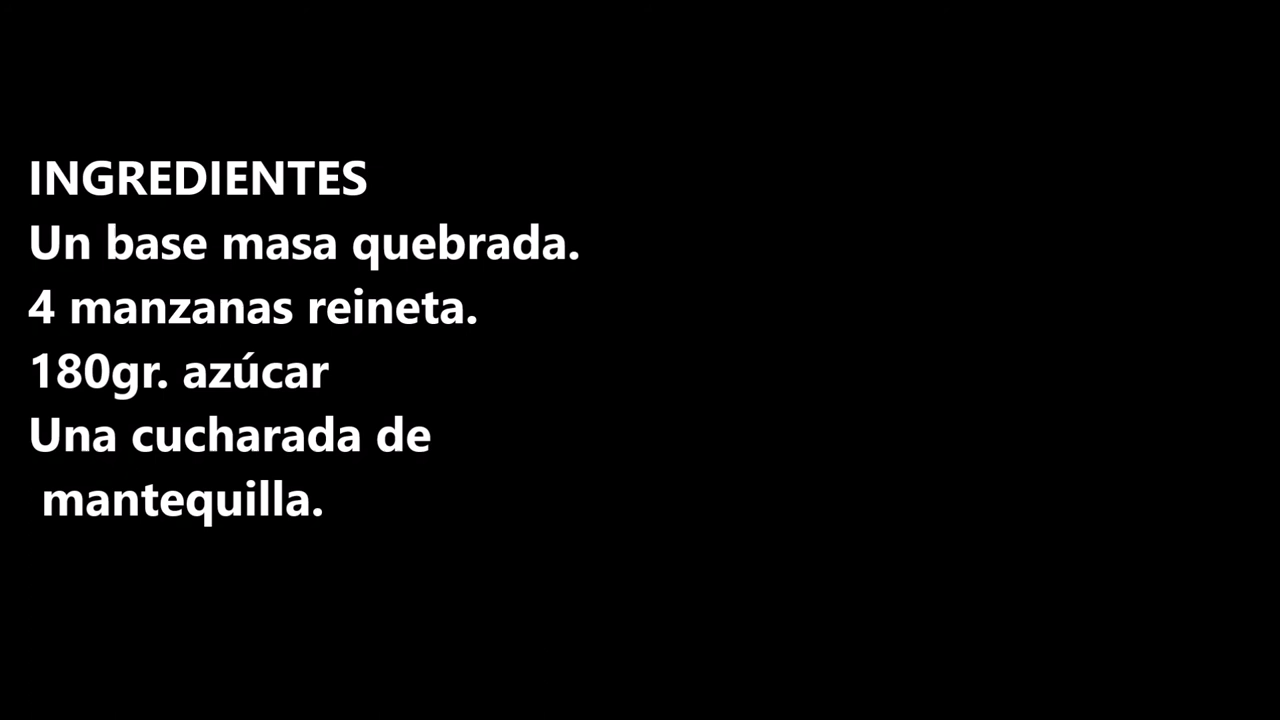 INGREDIENTES
Un base masa quebrada.
4 manzanas reineta.
180gr. azúcar
Una cucharada de
mantequilla.